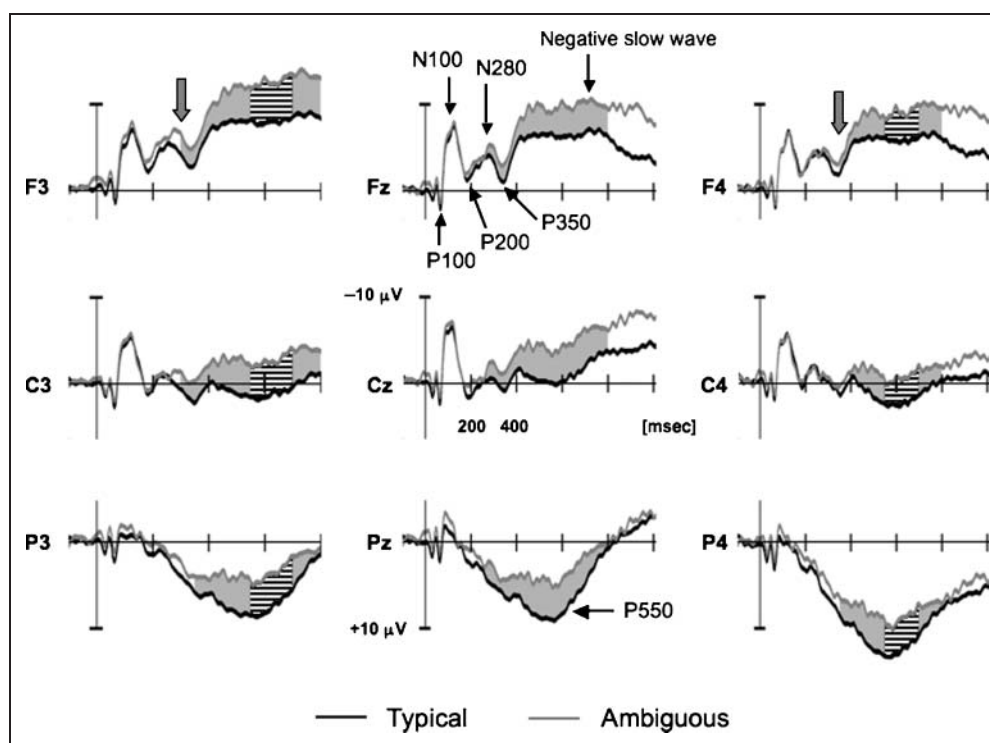 Negative slow wave
N100
N280
F3
Fz
F4
P350
P200
P100
−10 μV
C3
Cz
C4
200 400 [msec]
P3
Pz
P4
P550
+10 μV
Typical Ambiguous